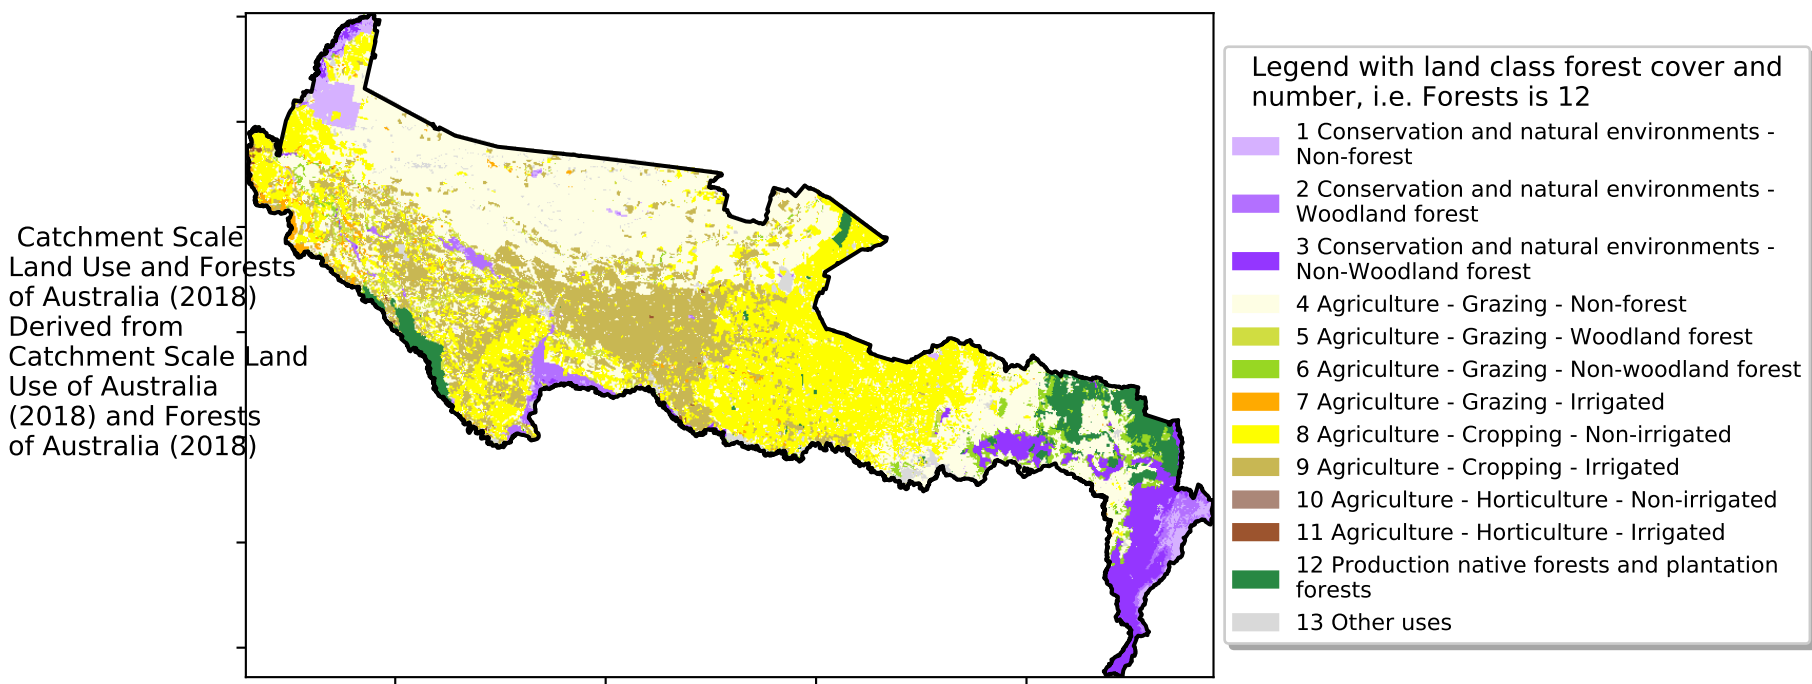 Catchment Scale
Land Use and Forests
of Australia (2018)
Derived from
Catchment Scale Land
Use of Australia
(2018) and Forests
of Australia (2018)
Legend with land class forest cover and
number, i.e. Forests is 12
1 Conservation and natural environments -
Non-forest
2 Conservation and natural environments -
Woodland forest
3 Conservation and natural environments -
Non-Woodland forest
4 Agriculture - Grazing - Non-forest
5 Agriculture - Grazing - Woodland forest
6 Agriculture - Grazing - Non-woodland forest
7 Agriculture - Grazing - Irrigated
8 Agriculture - Cropping - Non-irrigated
9 Agriculture - Cropping - Irrigated
10 Agriculture - Horticulture - Non-irrigated
11 Agriculture - Horticulture - Irrigated
12 Production native forests and plantation
forests
13 Other uses